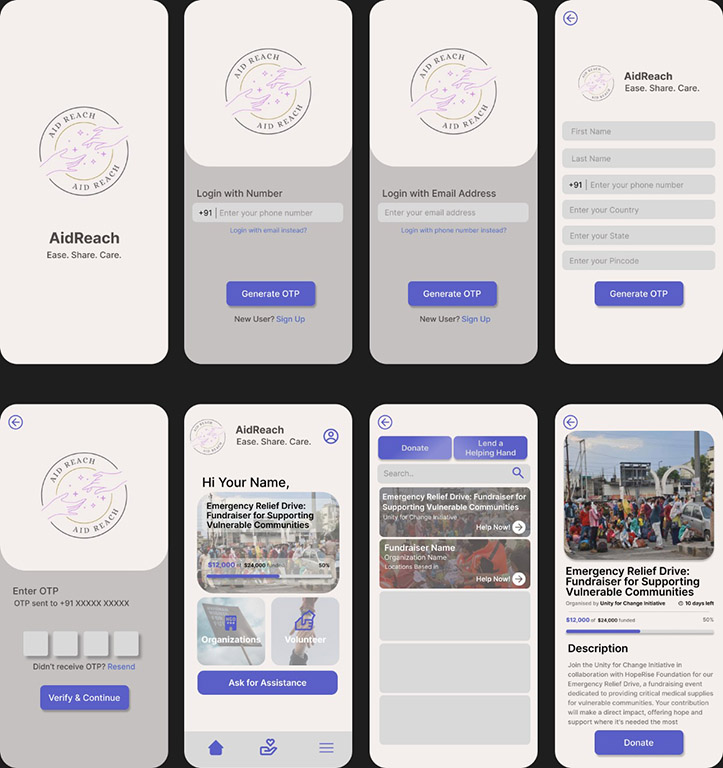 AID REACH
AID REACH
AidReach
Ease. Share. Care.
AID REACH
AID REACH
Login with Number
+91 Enter your phone number
Login with email instead?
Generate OTP
New User? Sign Up
AID REACH
AID REACH
Login with Email Address
Enter your email address
Login with phone number instead?
Generate OTP
New User? Sign Up
AID REACH
AID REACH
AidReach
Ease. Share. Care.
First Name
Last Name
+91 Enter your phone number
Enter your Country
Enter your State
Enter your Pincode
Generate OTP
AID REACH
AID REACH
Enter OTP
OTP sent to +91 XXXXX XXXXX
Didn't receive OTP? Resend
Verify & Continue
AID REACH
AID REACH
AidReach
Ease. Share. Care.
Hi Your Name,
Emergency Relief Drive:
Fundraiser for Supporting
Vulnerable Communities
$12,000 of $24,000 funded 50%
Organizations
Volunteer
Ask for Assistance
Donate
Lend a
Helping Hand
Search..
Emergency Relief Drive: Fundraiser for
Supporting Vulnerable Communities
Unity for Change Initiative
Help Now!
Fundraiser Name
Organization Name
Locations Based in
Help Now!
Emergency Relief Drive:
Fundraiser for Supporting
Vulnerable Communities
Organised by Unity for Change Initiative 10 days left
$12,000 of $24,000 funded 50%
Description
Join the Unity for Change Initiative in
collaboration with HopeRise Foundation for our
Emergency Relief Drive, a fundraising event
dedicated to providing critical medical supplies
for vulnerable communities. Your contribution
will make a direct impact, offering hope and
support where it's needed the most
Donate